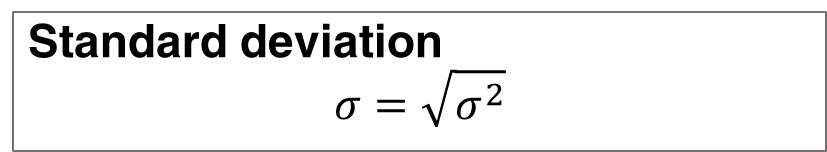 Standard deviation
σ = √σ²